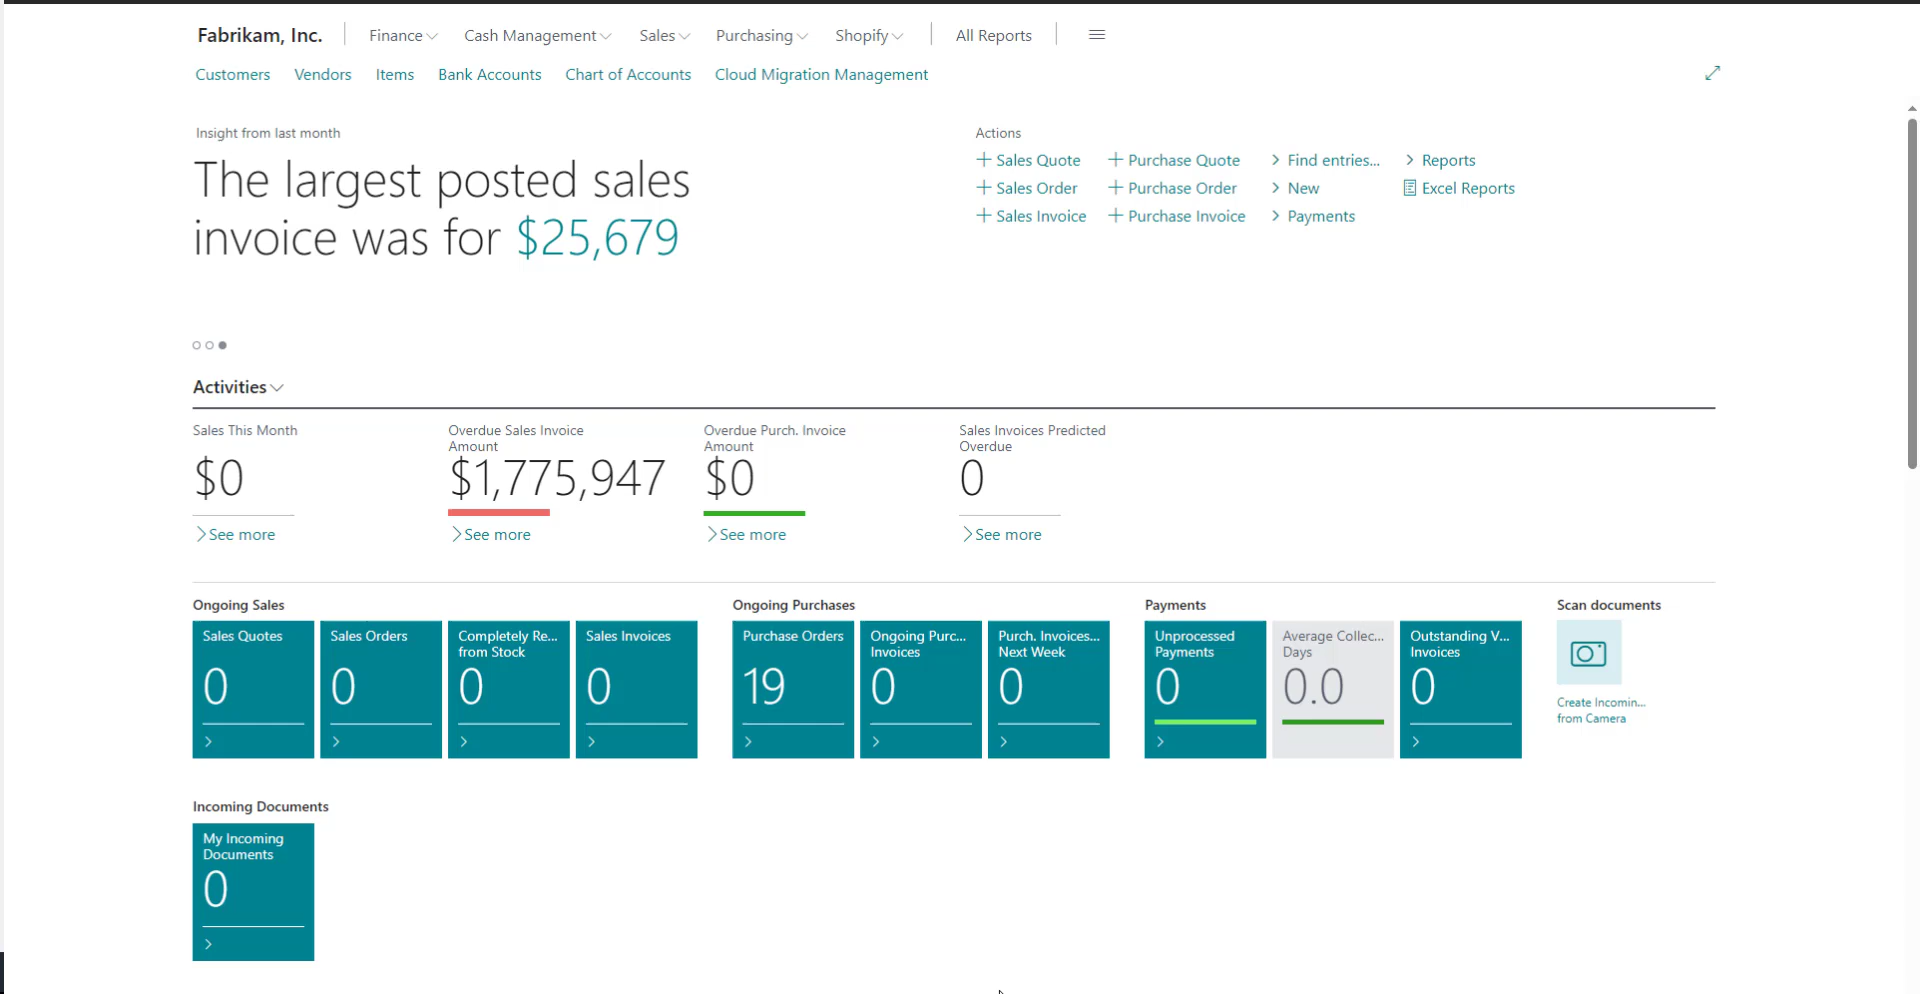 Fabrikam, Inc. Finance Cash Management Sales Purchasing Shopify All Reports
Customers Vendors Items Bank Accounts Chart of Accounts Cloud Migration Management
Insight from last month
The largest posted sales
invoice was for $25,679
Actions
Sales Quote Purchase Quote Find entries... Reports
Sales Order Purchase Order New Excel Reports
Sales Invoice Purchase Invoice Payments
Activities
Sales This Month
$0
See more
Overdue Sales Invoice
Amount
$1,775,947
See more
Overdue Purch. Invoice
Amount
$0
See more
Sales Invoices Predicted
Overdue
0
See more
Ongoing Sales
Sales Quotes
0
Sales Orders
0
Completely Re...
from Stock
0
Sales Invoices
0
Ongoing Purchases
Purchase Orders
19
Ongoing Purc...
Invoices
0
Purch. Invoices...
Next Week
0
Payments
Unprocessed
Payments
0
Average Collec...
Days
0.0
Outstanding V...
Invoices
0
Scan documents
Create Incomin...
from Camera
Incoming Documents
My Incoming
Documents
0